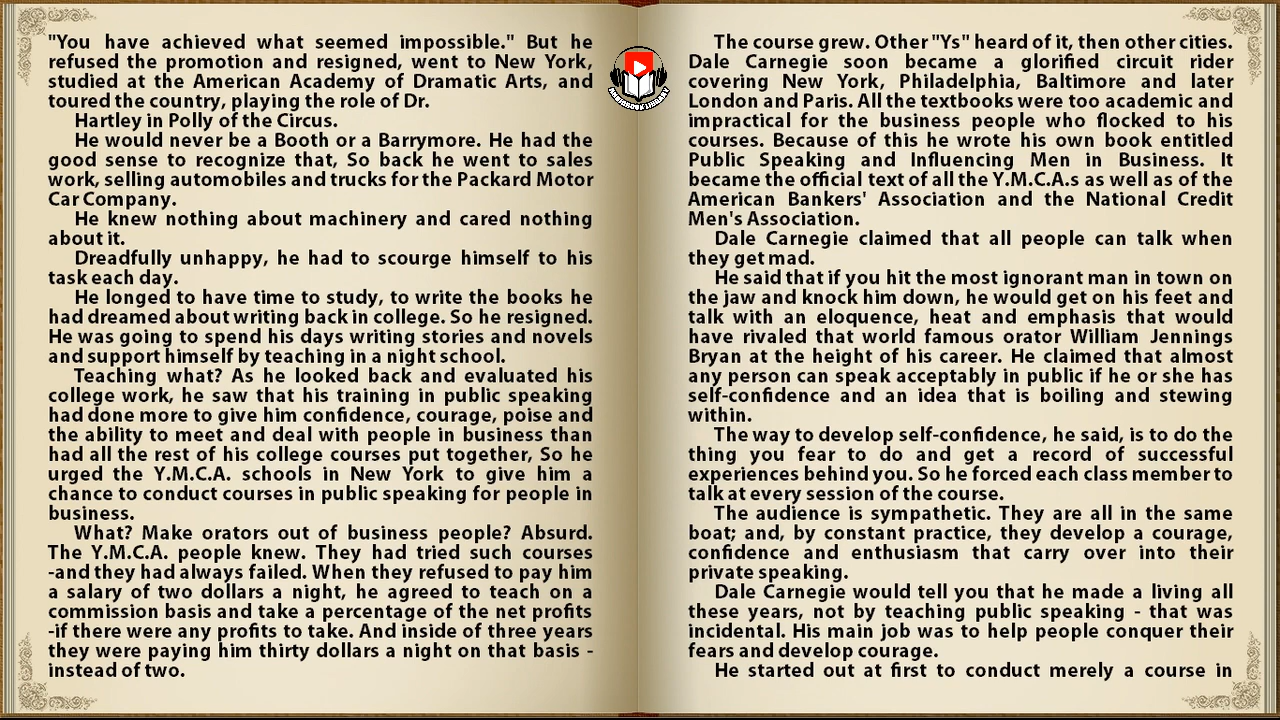 "You have achieved what seemed impossible." But he
refused the promotion and resigned, went to New York,
studied at the American Academy of Dramatic Arts, and
toured the country, playing the role of Dr.
Hartley in Polly of the Circus.
He would never be a Booth or a Barrymore. He had the
good sense to recognize that, So back he went to sales
work, selling automobiles and trucks for the Packard Motor
Car Company.
He knew nothing about machinery and cared nothing
about it.
Dreadfully unhappy, he had to scourge himself to his
task each day.
He longed to have time to study, to write the books he
had dreamed about writing back in college. So he resigned.
He was going to spend his days writing stories and novels
and support himself by teaching in a night school.
Teaching what? As he looked back and evaluated his
college work, he saw that his training in public speaking
had done more to give him confidence, courage, poise and
the ability to meet and deal with people in business than
had all the rest of his college courses put together, So he
urged the Y.M.C.A. schools in New York to give him a
chance to conduct courses in public speaking for people in
business.
What? Make orators out of business people? Absurd.
The Y.M.C.A. people knew. They had tried such courses
-and they had always failed. When they refused to pay him
a salary of two dollars a night, he agreed to teach on a
commission basis and take a percentage of the net profits
-if there were any profits to take. And inside of three years
they were paying him thirty dollars a night on that basis -
instead of two.
The course grew. Other "Ys" heard of it, then other cities.
Dale Carnegie soon became a glorified circuit rider
covering New York, Philadelphia, Baltimore and later
London and Paris. All the textbooks were too academic and
impractical for the business people who flocked to his
courses. Because of this he wrote his own book entitled
Public Speaking and Influencing Men in Business. It
became the official text of all the Y.M.C.A.s as well as of the
American Bankers' Association and the National Credit
Men's Association.
Dale Carnegie claimed that all people can talk when
they get mad.
He said that if you hit the most ignorant man in town on
the jaw and knock him down, he would get on his feet and
talk with an eloquence, heat and emphasis that would
have rivaled that world famous orator William Jennings
Bryan at the height of his career. He claimed that almost
any person can speak acceptably in public if he or she has
self-confidence and an idea that is boiling and stewing
within.
The way to develop self-confidence, he said, is to do the
thing you fear to do and get a record of successful
experiences behind you. So he forced each class member to
talk at every session of the course.
The audience is sympathetic. They are all in the same
boat; and, by constant practice, they develop a courage,
confidence and enthusiasm that carry over into their
private speaking.
Dale Carnegie would tell you that he made a living all
these years, not by teaching public speaking - that was
incidental. His main job was to help people conquer their
fears and develop courage.
He started out at first to conduct merely a course in